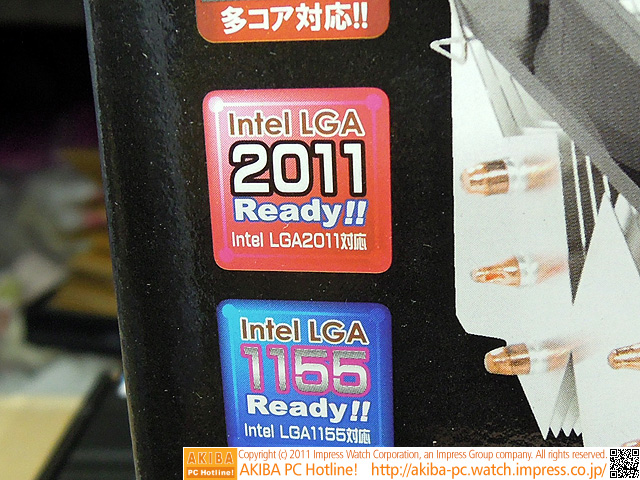 多コア対応!!
Intel LGA
2011
Ready!!
Intel LGA2011対応
Intel LGA
1155
Ready!!
Intel LGA1155対応
AKIBA
PC Hotline!
Copyright (c) 2011 Impress Watch Corporation, an Impress Group company. All rights reserved.
AKIBA PC Hotline! http://akiba-pc.watch.impress.co.jp/